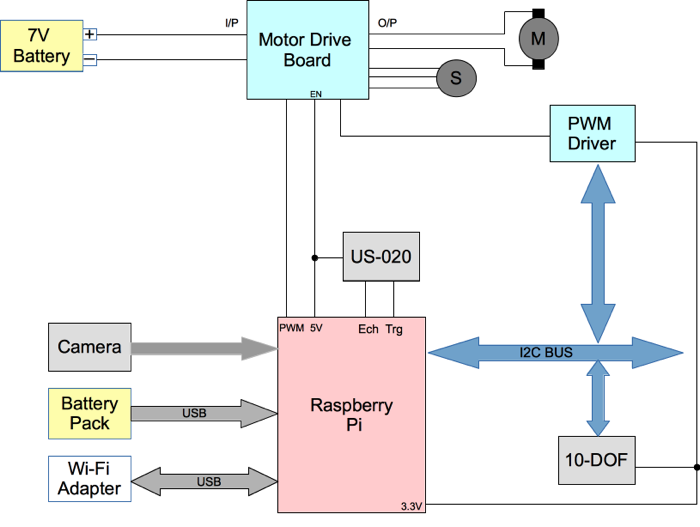 7V
Battery
+
−
I/P
O/P
Motor Drive
Board
EN
M
S
PWM
Driver
US-020
PWM 5V
Ech Trg
Camera
I2C BUS
Battery
Pack
USB
Raspberry
Pi
Wi-Fi
Adapter
USB
10-DOF
3.3V